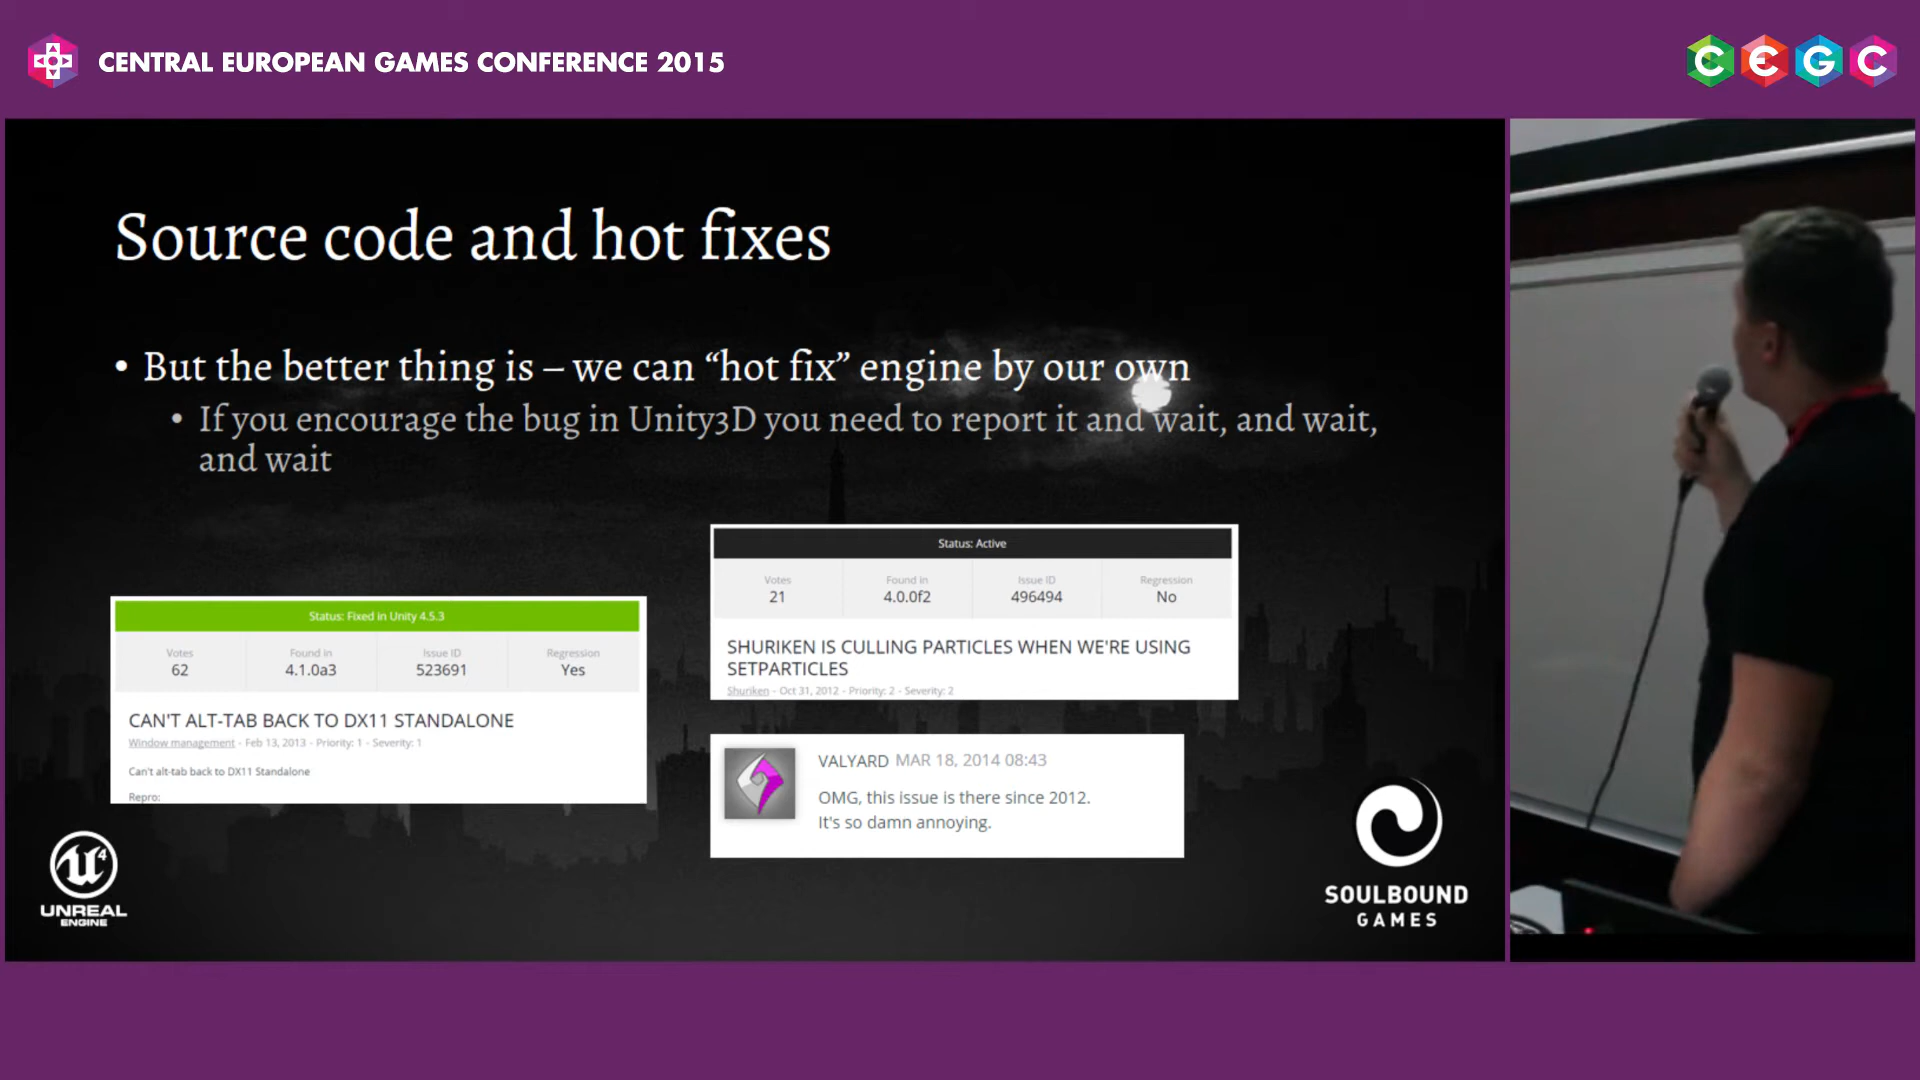 CENTRAL EUROPEAN GAMES CONFERENCE 2015
C E G C
Source code and hot fixes
• But the better thing is – we can “hot fix” engine by our own
• If you encourage the bug in Unity3D you need to report it and wait, and wait,
and wait
Status: Fixed in Unity 4.5.3
Votes Found in Issue ID Regression
62 4.1.0a3 523691 Yes
CAN'T ALT-TAB BACK TO DX11 STANDALONE
Window management - Feb 13, 2013 - Priority: 1 - Severity: 1
Can't alt-tab back to DX11 Standalone
Repro:
Status: Active
Votes Found in Issue ID Regression
21 4.0.0f2 496494 No
SHURIKEN IS CULLING PARTICLES WHEN WE'RE USING
SETPARTICLES
Shuriken - Oct 31, 2012 - Priority: 2 - Severity: 2
VALYARD MAR 18, 2014 08:43
OMG, this issue is there since 2012.
It's so damn annoying.
U4
UNREAL
ENGINE
SOULBOUND
GAMES